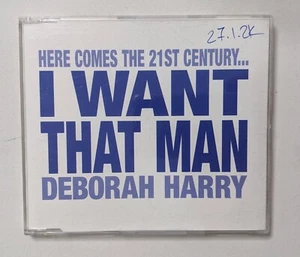 27.1.2K
HERE COMES THE 21ST CENTURY...
I WANT
THAT MAN
DEBORAH HARRY